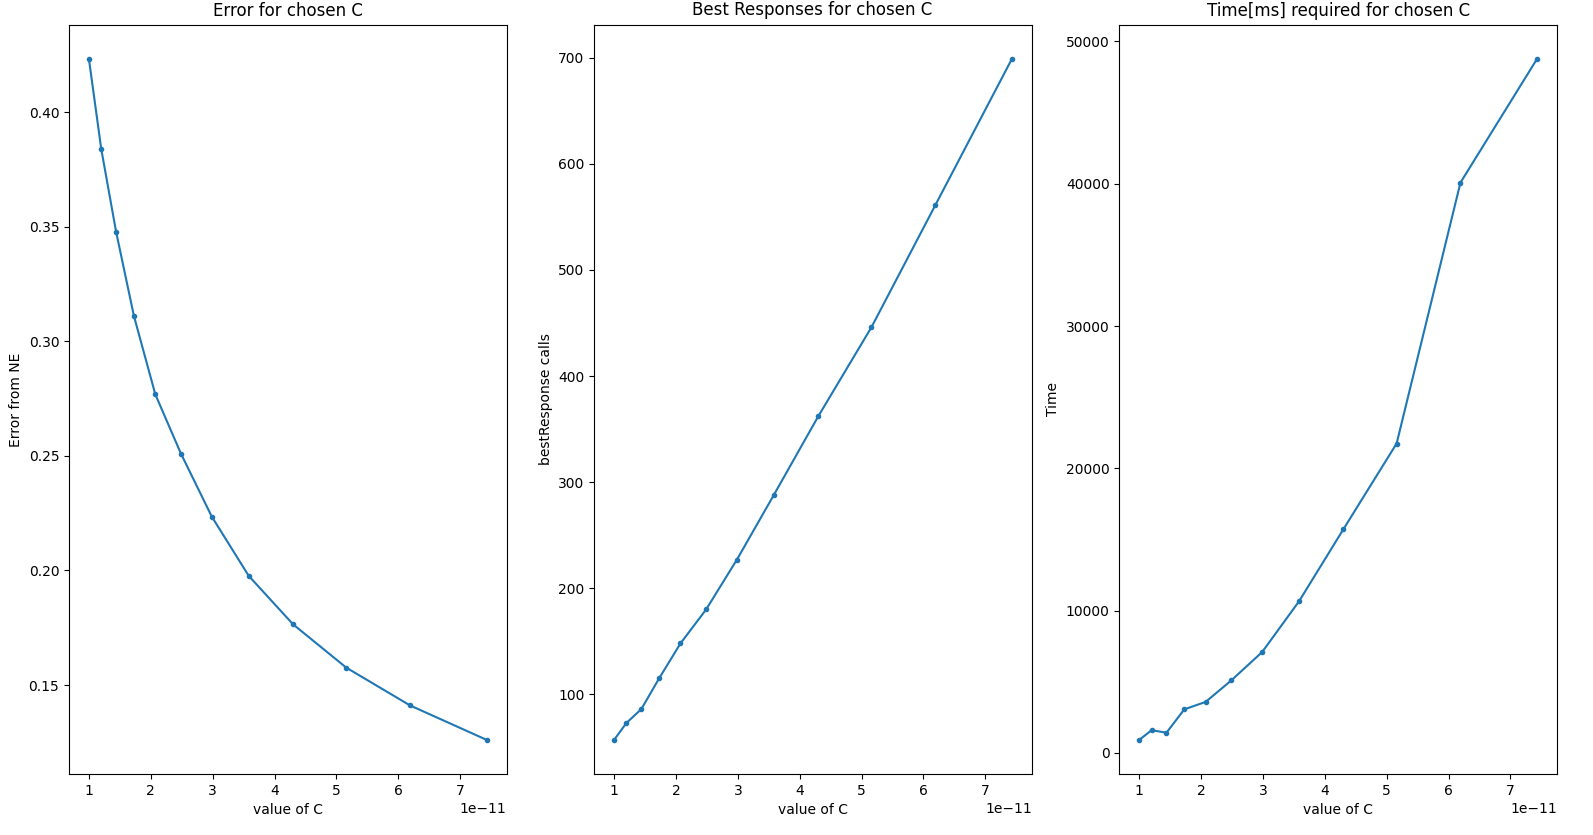 Error for chosen C
Error from NE
0.40
0.35
0.30
0.25
0.20
0.15
1 2 3 4 5 6 7
1e−11
value of C
Best Responses for chosen C
bestResponse calls
700
600
500
400
300
200
100
1 2 3 4 5 6 7
1e−11
value of C
Time[ms] required for chosen C
Time
50000
40000
30000
20000
10000
0
1 2 3 4 5 6 7
1e−11
value of C